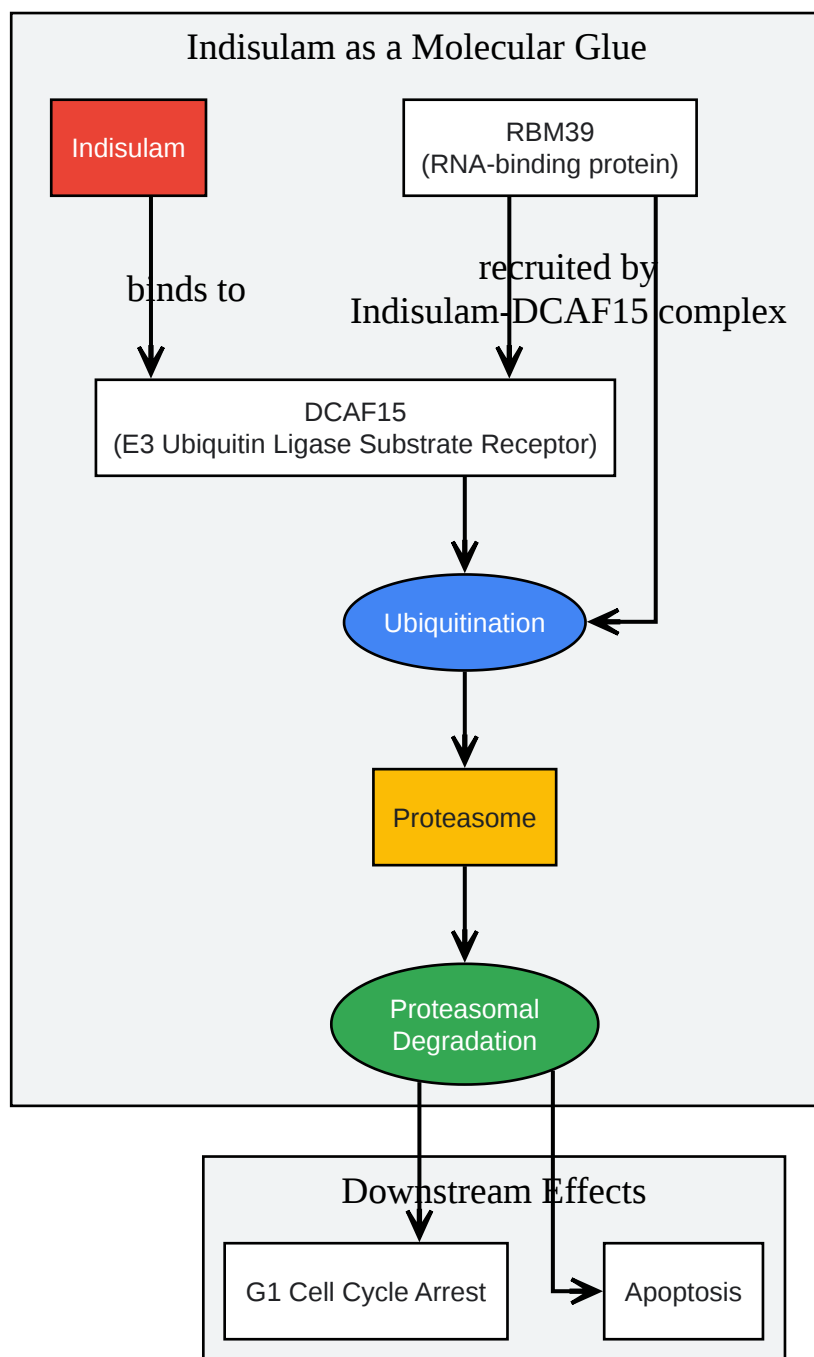 Indisulam as a Molecular Glue
Indisulam
RBM39
(RNA-binding protein)
binds to
recruited by
Indisulam-DCAF15 complex
DCAF15
(E3 Ubiquitin Ligase Substrate Receptor)
Ubiquitination
Proteasome
Proteasomal
Degradation
Downstream Effects
G1 Cell Cycle Arrest
Apoptosis